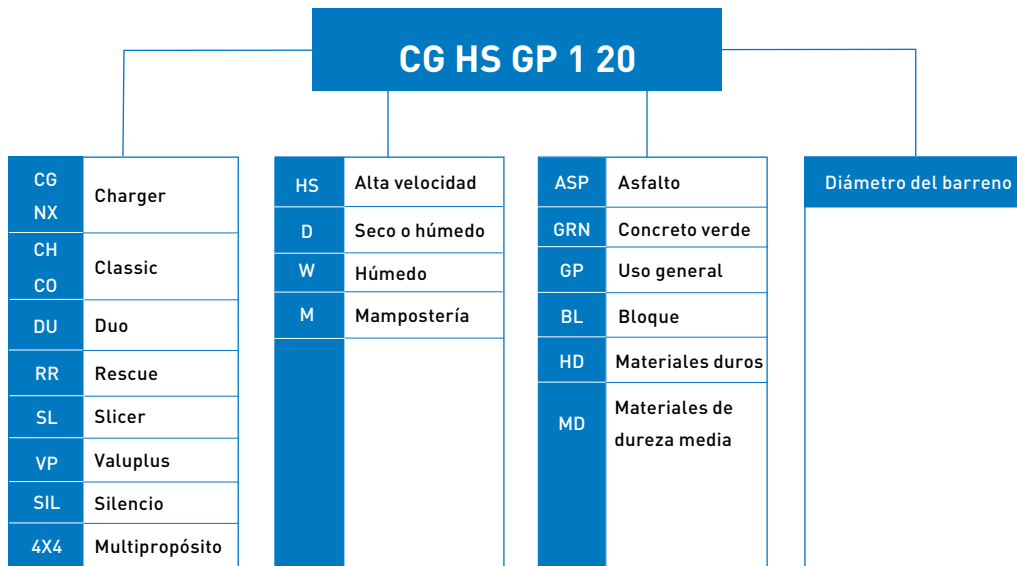 CG HS GP 1 20
CG
NX
Charger
CH
CO
Classic
DU
Duo
RR
Rescue
SL
Slicer
VP
Valuplus
SIL
Silencio
4X4
Multipropósito
HS
Alta velocidad
D
Seco o húmedo
W
Húmedo
M
Mampostería
ASP
Asfalto
GRN
Concreto verde
GP
Uso general
BL
Bloque
HD
Materiales duros
MD
Materiales de
dureza media
Diámetro del barreno